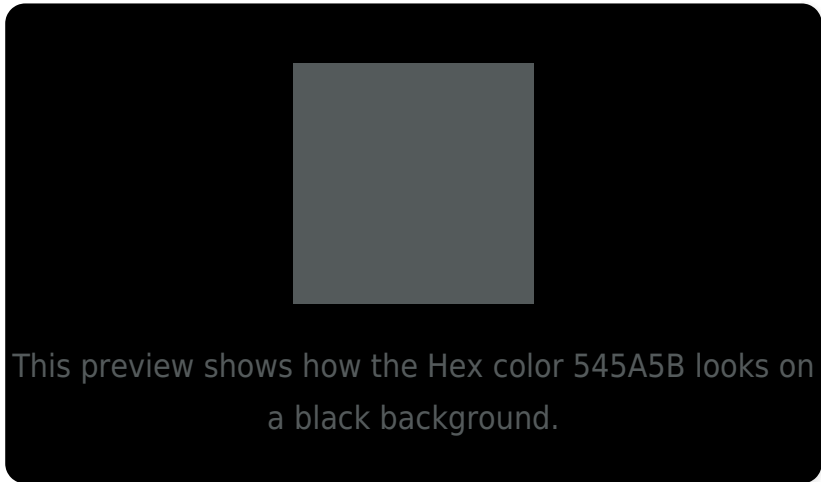 This preview shows how the Hex color 545A5B looks on
a black background.